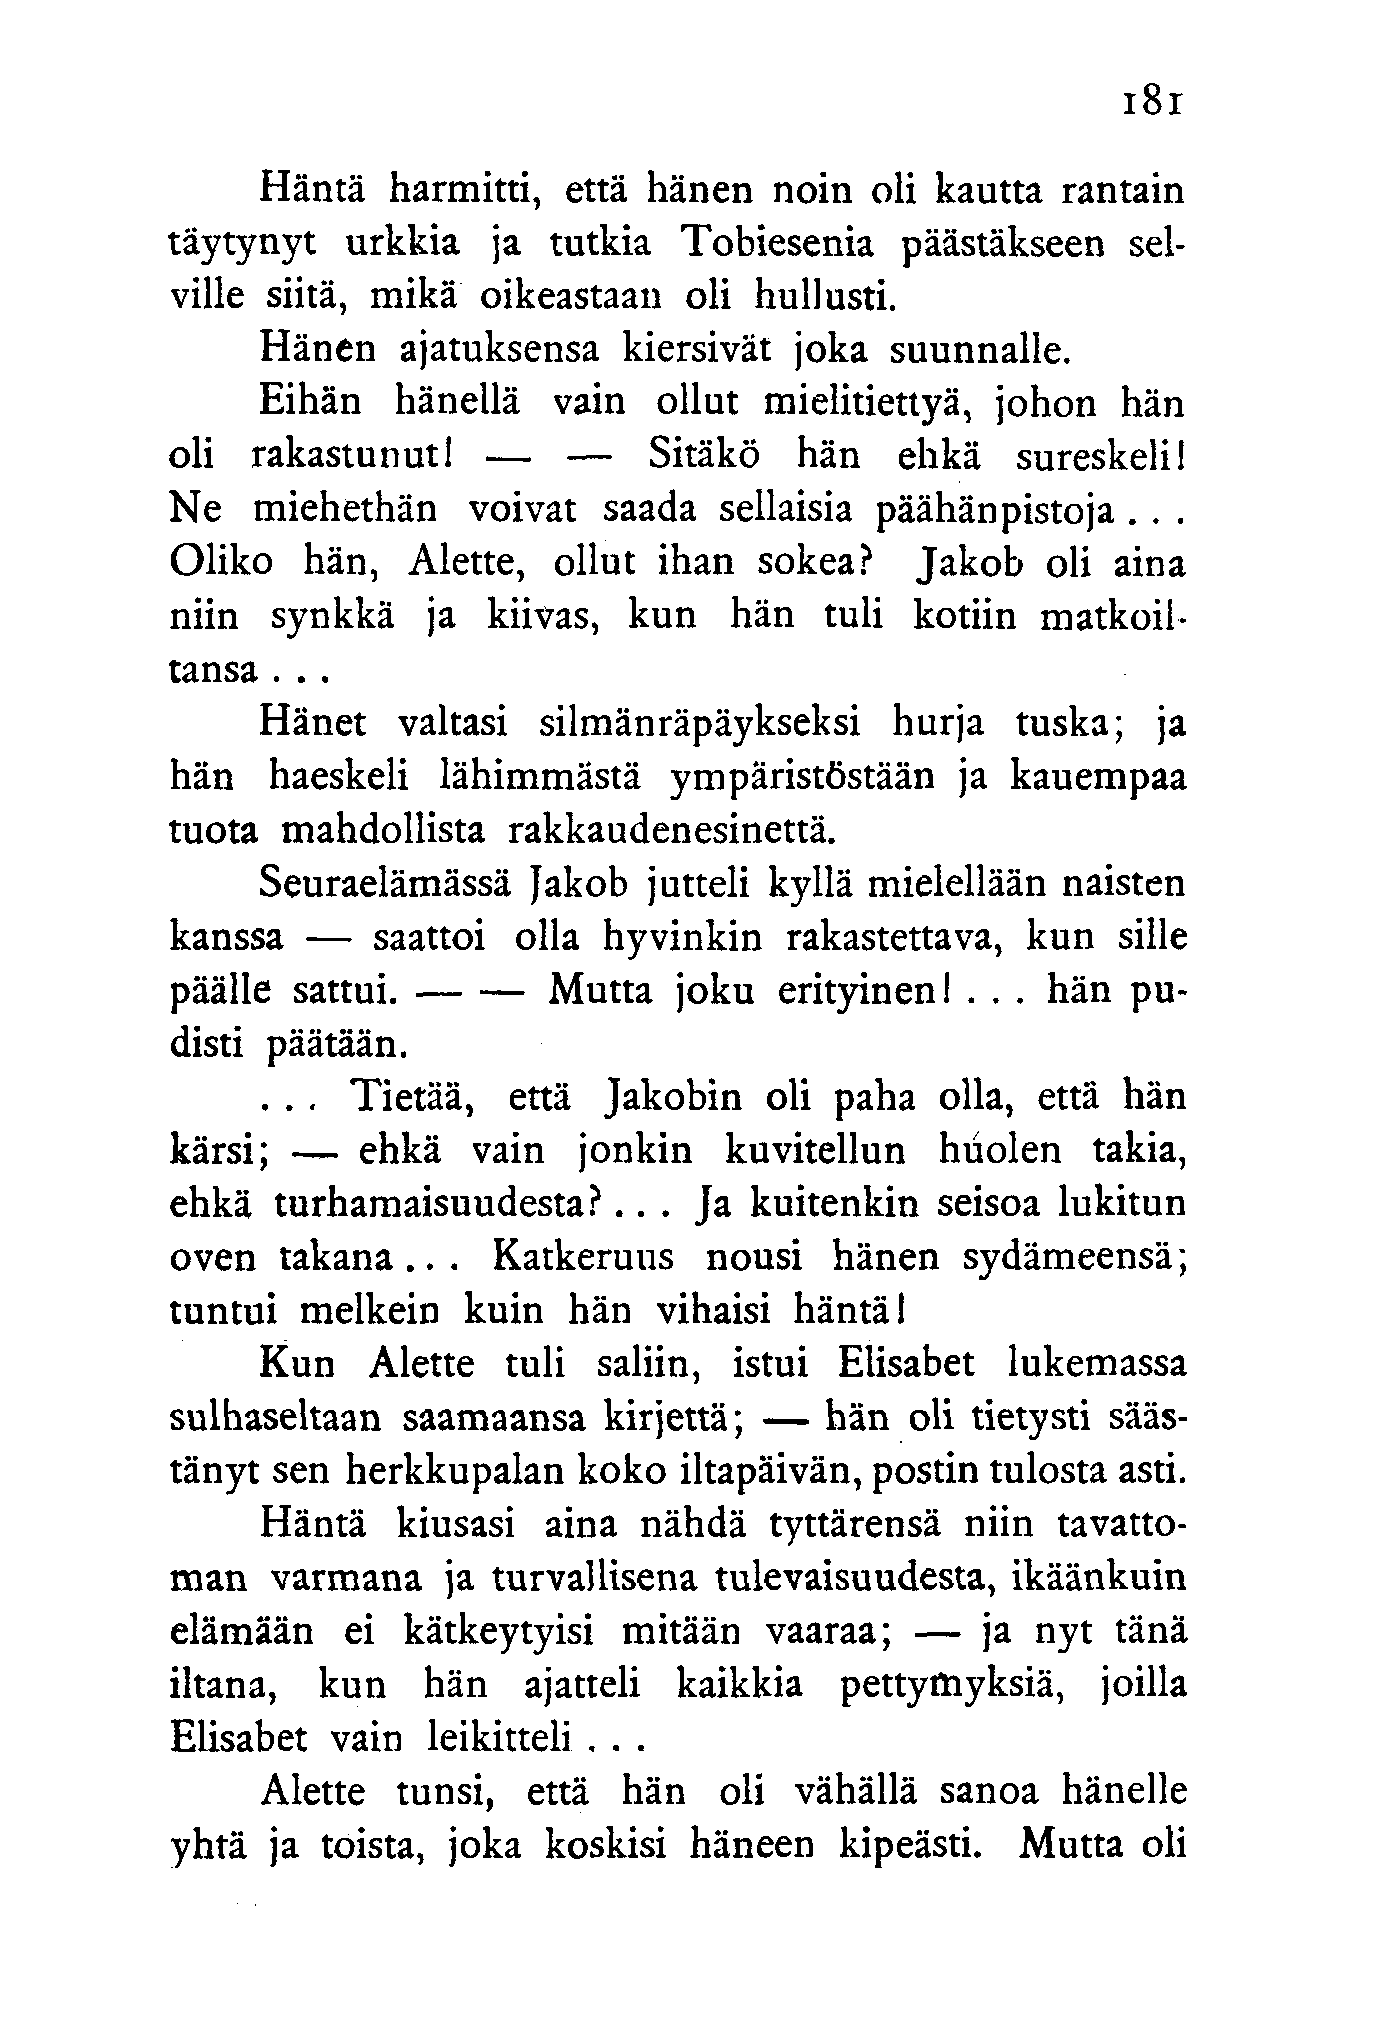 181
Häntä harmitti, että hänen noin oli kautta rantain
täytynyt urkkia ja tutkia Tobiesenia päästäkseen sel-
ville siitä, mikä oikeastaan oli hullusti.
Hänen ajatuksensa kiersivät joka suunnalle.
Eihän hänellä vain ollut mielitiettyä, johon hän
oli rakastunut! — — Sitäkö hän ehkä sureskeli!
Ne miehethän voivat saada sellaisia päähänpistoja . . .
Oliko hän, Alette, ollut ihan sokea? Jakob oli aina
niin synkkä ja kiivas, kun hän tuli kotiin matkoil-
tansa . . .
Hänet valtasi silmänräpäykseksi hurja tuska; ja
hän haeskeli lähimmästä ympäristöstään ja kauempaa
tuota mahdollista rakkaudenesinettä.
Seuraelämässä Jakob jutteli kyllä mielellään naisten
kanssa — saattoi olla hyvinkin rakastettava, kun sille
päälle sattui. — — Mutta joku erityinen! . . . hän pu-
disti päätään.
. . . Tietää, että Jakobin oli paha olla, että hän
kärsi; — ehkä vain jonkin kuvitellun huolen takia,
ehkä turhamaisuudesta? . . . Ja kuitenkin seisoa lukitun
oven takana . . . Katkeruus nousi hänen sydämeensä;
tuntui melkein kuin hän vihaisi häntä!
Kun Alette tuli saliin, istui Elisabet lukemassa
sulhaseltaan saamaansa kirjettä; — hän oli tietysti sääs-
tänyt sen herkkupalan koko iltapäivän, postin tulosta asti.
Häntä kiusasi aina nähdä tyttärensä niin tavatto-
man varmana ja turvallisena tulevaisuudesta, ikäänkuin
elämään ei kätkeytyisi mitään vaaraa; — ja nyt tänä
iltana, kun hän ajatteli kaikkia pettymyksiä, joilla
Elisabet vain leikitteli . . .
Alette tunsi, että hän oli vähällä sanoa hänelle
yhtä ja toista, joka koskisi häneen kipeästi. Mutta oli